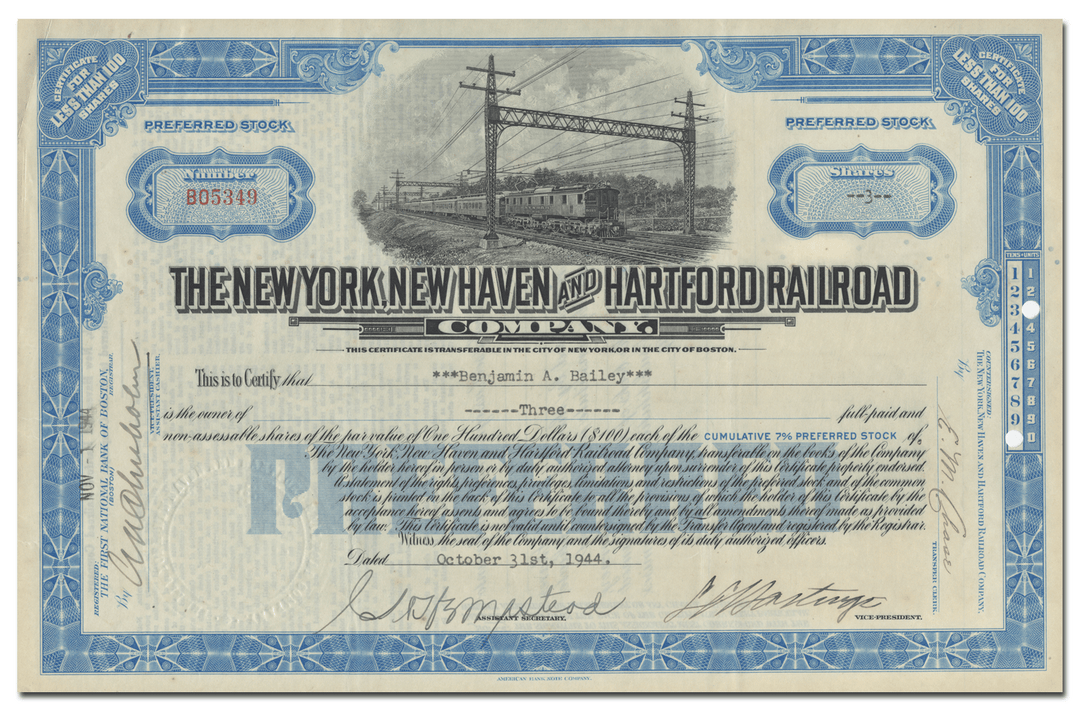 CERTIFICATE FOR LESS THAN 100 SHARES
CERTIFICATE FOR LESS THAN 100 SHARES
PREFERRED STOCK.
PREFERRED STOCK.
Number
BO5349
Shares
--3--
THE NEW YORK, NEW HAVEN AND HARTFORD RAILROAD
COMPANY.
THIS CERTIFICATE IS TRANSFERABLE IN THE CITY OF NEW YORK, OR IN THE CITY OF BOSTON.
This is to Certify that ***Benjamin A. Bailey***
is the owner of ------Three------ full-paid and
non-assessable shares of the par value of One Hundred Dollars ($100) each of the CUMULATIVE 7% PREFERRED STOCK of
The New York, New Haven and Hartford Railroad Company, transferable on the books of the Company
by the holder hereof in person or by duly authorized attorney upon surrender of this Certificate properly endorsed.
A statement of the rights, preferences, privileges, limitations and restrictions of the preferred stock and of the common
stock is printed on the back of this Certificate to all the provisions of which the holder of this Certificate by the
acceptance hereof assents and agrees to be bound thereby and by all amendments thereof made as provided
by law. This Certificate is not valid until countersigned by the Transfer Agent and registered by the Registrar.
Witness the seal of the Company and the signatures of its duly authorized officers.
Dated October 31st, 1944.
ASSISTANT SECRETARY.
J F Hastings
VICE-PRESIDENT.
NOV - 1 1944
REGISTERED:
THE FIRST NATIONAL BANK OF BOSTON,
(BOSTON)
REGISTRAR.
By
VICE-PRESIDENT.
ASSISTANT CASHIER.
COUNTERSIGNED:
THE NEW YORK, NEW HAVEN AND HARTFORD RAILROAD COMPANY,
By E. M. Crose
TRANSFER CLERK.
TENS UNITS
1 1
2 2
3
4 4
5 5
6 6
7 7
8 8
9 9
0
AMERICAN BANK NOTE COMPANY.